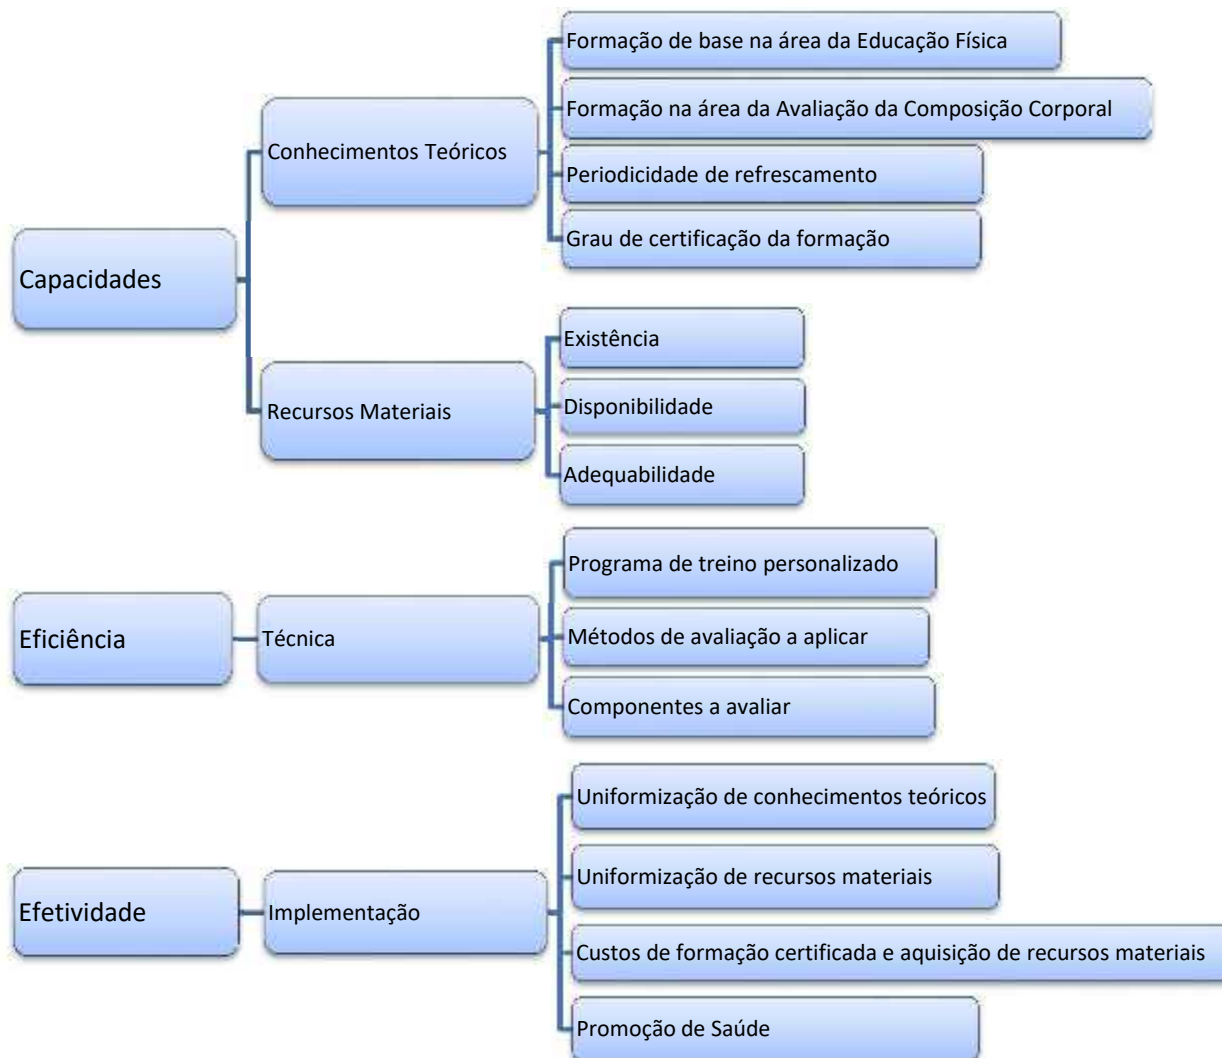 Capacidades
Conhecimentos Teóricos
Formação de base na área da Educação Física
Formação na área da Avaliação da Composição Corporal
Periodicidade de refrescamento
Grau de certificação da formação
Recursos Materiais
Existência
Disponibilidade
Adequabilidade
Eficiência
Técnica
Programa de treino personalizado
Métodos de avaliação a aplicar
Componentes a avaliar
Efetividade
Implementação
Uniformização de conhecimentos teóricos
Uniformização de recursos materiais
Custos de formação certificada e aquisição de recursos materiais
Promoção de Saúde